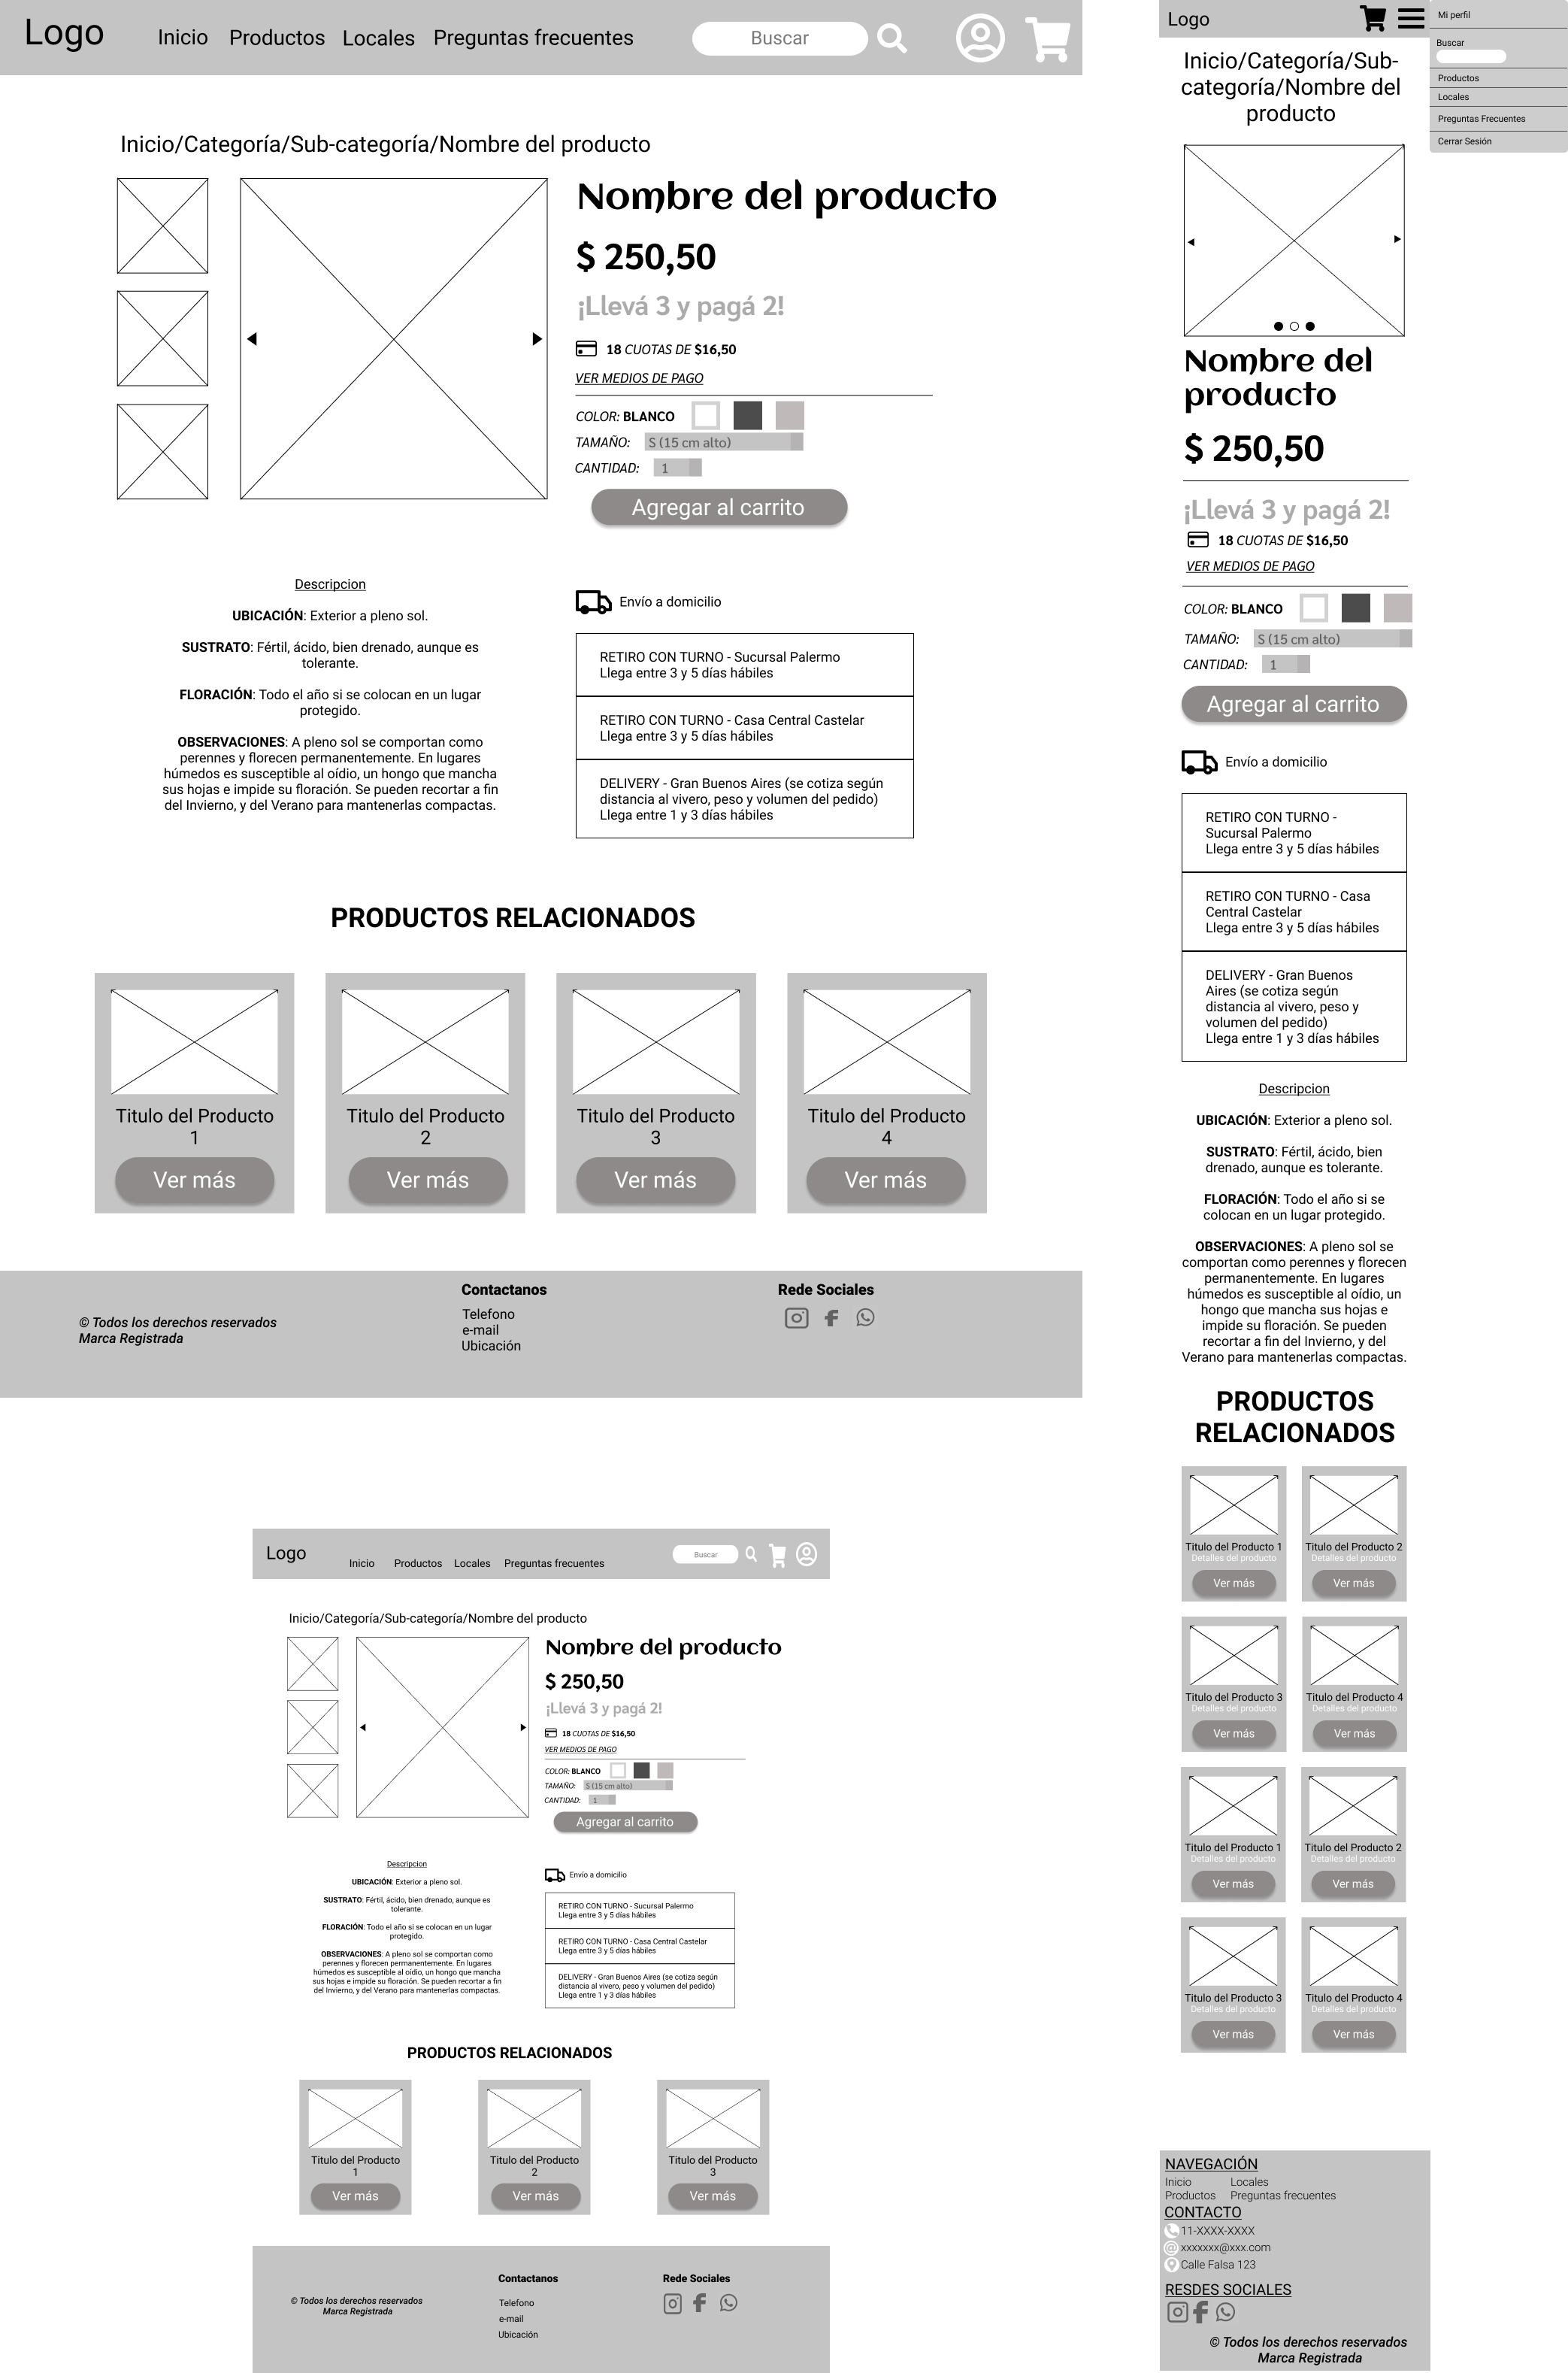 Logo
Inicio
Productos
Locales
Preguntas frecuentes
Buscar
Inicio/Categoría/Sub-categoría/Nombre del producto
Nombre del producto
$ 250,50
¡Llevá 3 y pagá 2!
18 CUOTAS DE $16,50
VER MEDIOS DE PAGO
COLOR: BLANCO
TAMAÑO: S (15 cm alto)
CANTIDAD: 1
Agregar al carrito
Descripcion
UBICACIÓN: Exterior a pleno sol.
SUSTRATO: Fértil, ácido, bien drenado, aunque es
tolerante.
FLORACIÓN: Todo el año si se colocan en un lugar
protegido.
OBSERVACIONES: A pleno sol se comportan como
perennes y florecen permanentemente. En lugares
húmedos es susceptible al oídio, un hongo que mancha
sus hojas e impide su floración. Se pueden recortar a fin
del Invierno, y del Verano para mantenerlas compactas.
Envío a domicilio
RETIRO CON TURNO - Sucursal Palermo
Llega entre 3 y 5 días hábiles
RETIRO CON TURNO - Casa Central Castelar
Llega entre 3 y 5 días hábiles
DELIVERY - Gran Buenos Aires (se cotiza según
distancia al vivero, peso y volumen del pedido)
Llega entre 1 y 3 días hábiles
PRODUCTOS RELACIONADOS
Titulo del Producto
1
Ver más
Titulo del Producto
2
Ver más
Titulo del Producto
3
Ver más
Titulo del Producto
4
Ver más
© Todos los derechos reservados
Marca Registrada
Contactanos
Telefono
e-mail
Ubicación
Rede Sociales
Logo
Inicio
Productos
Locales
Preguntas frecuentes
Buscar
Inicio/Categoría/Sub-categoría/Nombre del producto
Nombre del producto
$ 250,50
¡Llevá 3 y pagá 2!
18 CUOTAS DE $16,50
VER MEDIOS DE PAGO
COLOR: BLANCO
TAMAÑO: S (15 cm alto)
CANTIDAD: 1
Agregar al carrito
Descripcion
UBICACIÓN: Exterior a pleno sol.
SUSTRATO: Fértil, ácido, bien drenado, aunque es
tolerante.
FLORACIÓN: Todo el año si se colocan en un lugar
protegido.
OBSERVACIONES: A pleno sol se comportan como
perennes y florecen permanentemente. En lugares
húmedos es susceptible al oídio, un hongo que mancha
sus hojas e impide su floración. Se pueden recortar a fin
del Invierno, y del Verano para mantenerlas compactas.
Envío a domicilio
RETIRO CON TURNO - Sucursal Palermo
Llega entre 3 y 5 días hábiles
RETIRO CON TURNO - Casa Central Castelar
Llega entre 3 y 5 días hábiles
DELIVERY - Gran Buenos Aires (se cotiza según
distancia al vivero, peso y volumen del pedido)
Llega entre 1 y 3 días hábiles
PRODUCTOS RELACIONADOS
Titulo del Producto
1
Ver más
Titulo del Producto
2
Ver más
Titulo del Producto
3
Ver más
© Todos los derechos reservados
Marca Registrada
Contactanos
Telefono
e-mail
Ubicación
Rede Sociales
Logo
Mi perfil
Buscar
Productos
Locales
Preguntas Frecuentes
Cerrar Sesión
Inicio/Categoría/Sub-
categoría/Nombre del
producto
Nombre del
producto
$ 250,50
¡Llevá 3 y pagá 2!
18 CUOTAS DE $16,50
VER MEDIOS DE PAGO
COLOR: BLANCO
TAMAÑO: S (15 cm alto)
CANTIDAD: 1
Agregar al carrito
Envío a domicilio
RETIRO CON TURNO -
Sucursal Palermo
Llega entre 3 y 5 días hábiles
RETIRO CON TURNO - Casa
Central Castelar
Llega entre 3 y 5 días hábiles
DELIVERY - Gran Buenos
Aires (se cotiza según
distancia al vivero, peso y
volumen del pedido)
Llega entre 1 y 3 días hábiles
Descripcion
UBICACIÓN: Exterior a pleno sol.
SUSTRATO: Fértil, ácido, bien
drenado, aunque es tolerante.
FLORACIÓN: Todo el año si se
colocan en un lugar protegido.
OBSERVACIONES: A pleno sol se
comportan como perennes y florecen
permanentemente. En lugares
húmedos es susceptible al oídio, un
hongo que mancha sus hojas e
impide su floración. Se pueden
recortar a fin del Invierno, y del
Verano para mantenerlas compactas.
PRODUCTOS
RELACIONADOS
Titulo del Producto 1
Detalles del producto
Ver más
Titulo del Producto 2
Detalles del producto
Ver más
Titulo del Producto 3
Detalles del producto
Ver más
Titulo del Producto 4
Detalles del producto
Ver más
Titulo del Producto 1
Detalles del producto
Ver más
Titulo del Producto 2
Detalles del producto
Ver más
Titulo del Producto 3
Detalles del producto
Ver más
Titulo del Producto 4
Detalles del producto
Ver más
NAVEGACIÓN
Inicio Locales
Productos Preguntas frecuentes
CONTACTO
11-XXXX-XXXX
xxxxxxx@xxx.com
Calle Falsa 123
RESDES SOCIALES
© Todos los derechos reservados
Marca Registrada